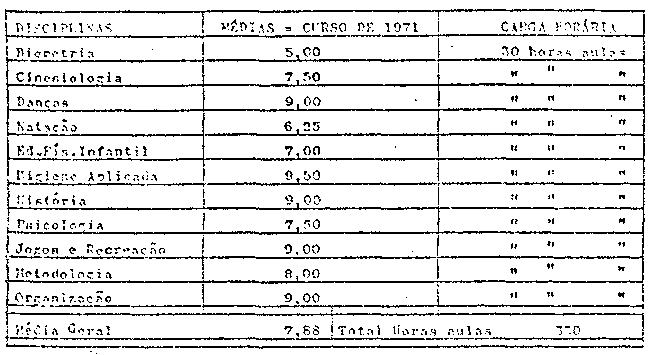 DISCIPLINAS MÉDIAS = CURSO DE 1971 CARGA HORÁRIA
Biometria 5,00 30 horas aulas
Cinesiologia 7,50 " " "
Danças 9,00 " " "
Natação 6,25 " " "
Ed.Fís.Infantil 7,00 " " "
Higiene Aplicada 9,50 " " "
História 9,00 " " "
Psicologia 7,50 " " "
Jogos e Recreação 9,00 " " "
Metodologia 8,00 " " "
Organização 9,00 " " "
Média Geral 7,88 Total Horas aulas 330